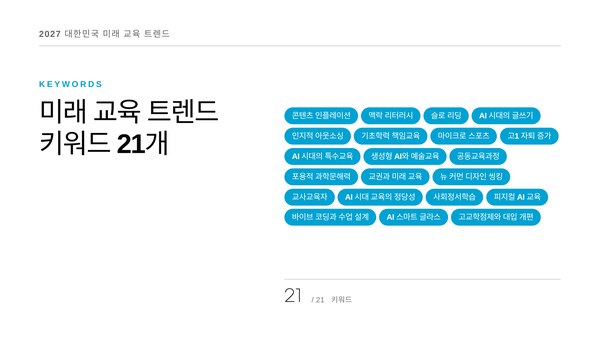 2027 대한민국 미래 교육 트렌드
KEYWORDS
미래 교육 트렌드
키워드 21개
콘텐츠 인플레이션 맥락 리터러시 슬로 리딩 AI 시대의 글쓰기
인지적 아웃소싱 기초학력 책임교육 마이크로 스포츠 고1 자퇴 증가
AI 시대의 특수교육 생성형 AI와 예술교육 공동교육과정
포용적 과학문해력 교권과 미래 교육 뉴 커먼 디자인 씽킹
교사교육자 AI 시대 교육의 정당성 사회정서학습 피지컬 AI 교육
바이브 코딩과 수업 설계 AI 스마트 글라스 고교학점제와 대입 개편
21 / 21 키워드